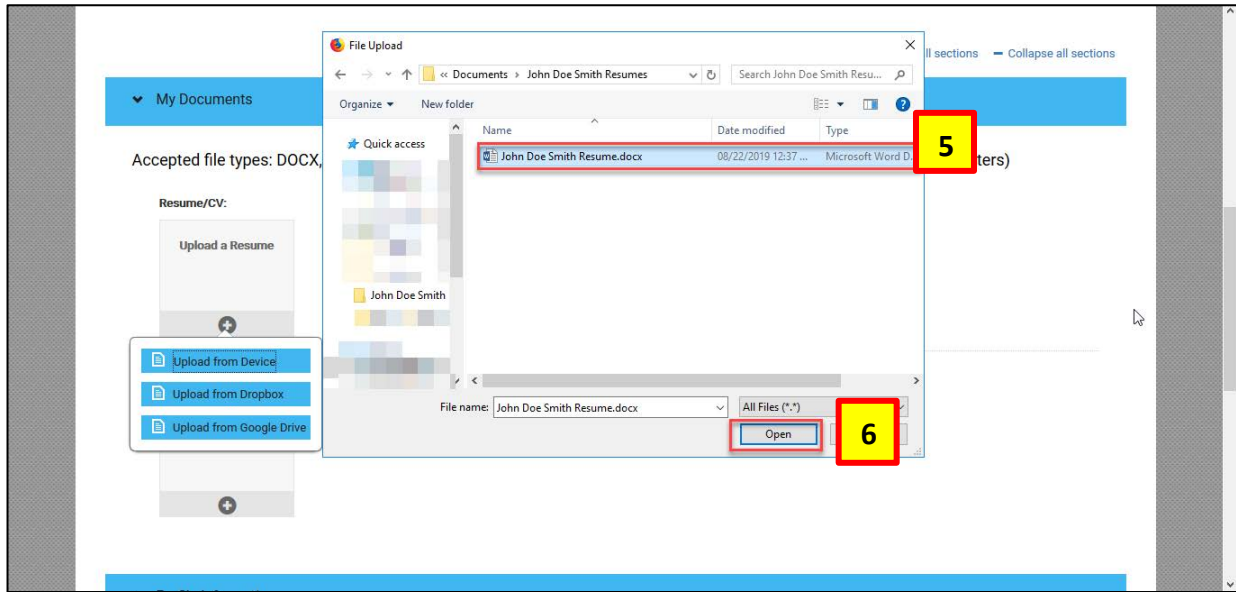 File Upload
ll sections – Collapse all sections
« Documents › John Doe Smith Resumes
Search John Doe Smith Resu...
My Documents
Organize New folder
Name Date modified Type
Quick access
5
John Doe Smith Resume.docx 08/22/2019 12:37 ... Microsoft Word D
Accepted file types: DOCX, ters)
Resume/CV:
Upload a Resume
John Doe Smith
Upload from Device
Upload from Dropbox
File name: John Doe Smith Resume.docx All Files (*.*)
Upload from Google Drive
Open
6